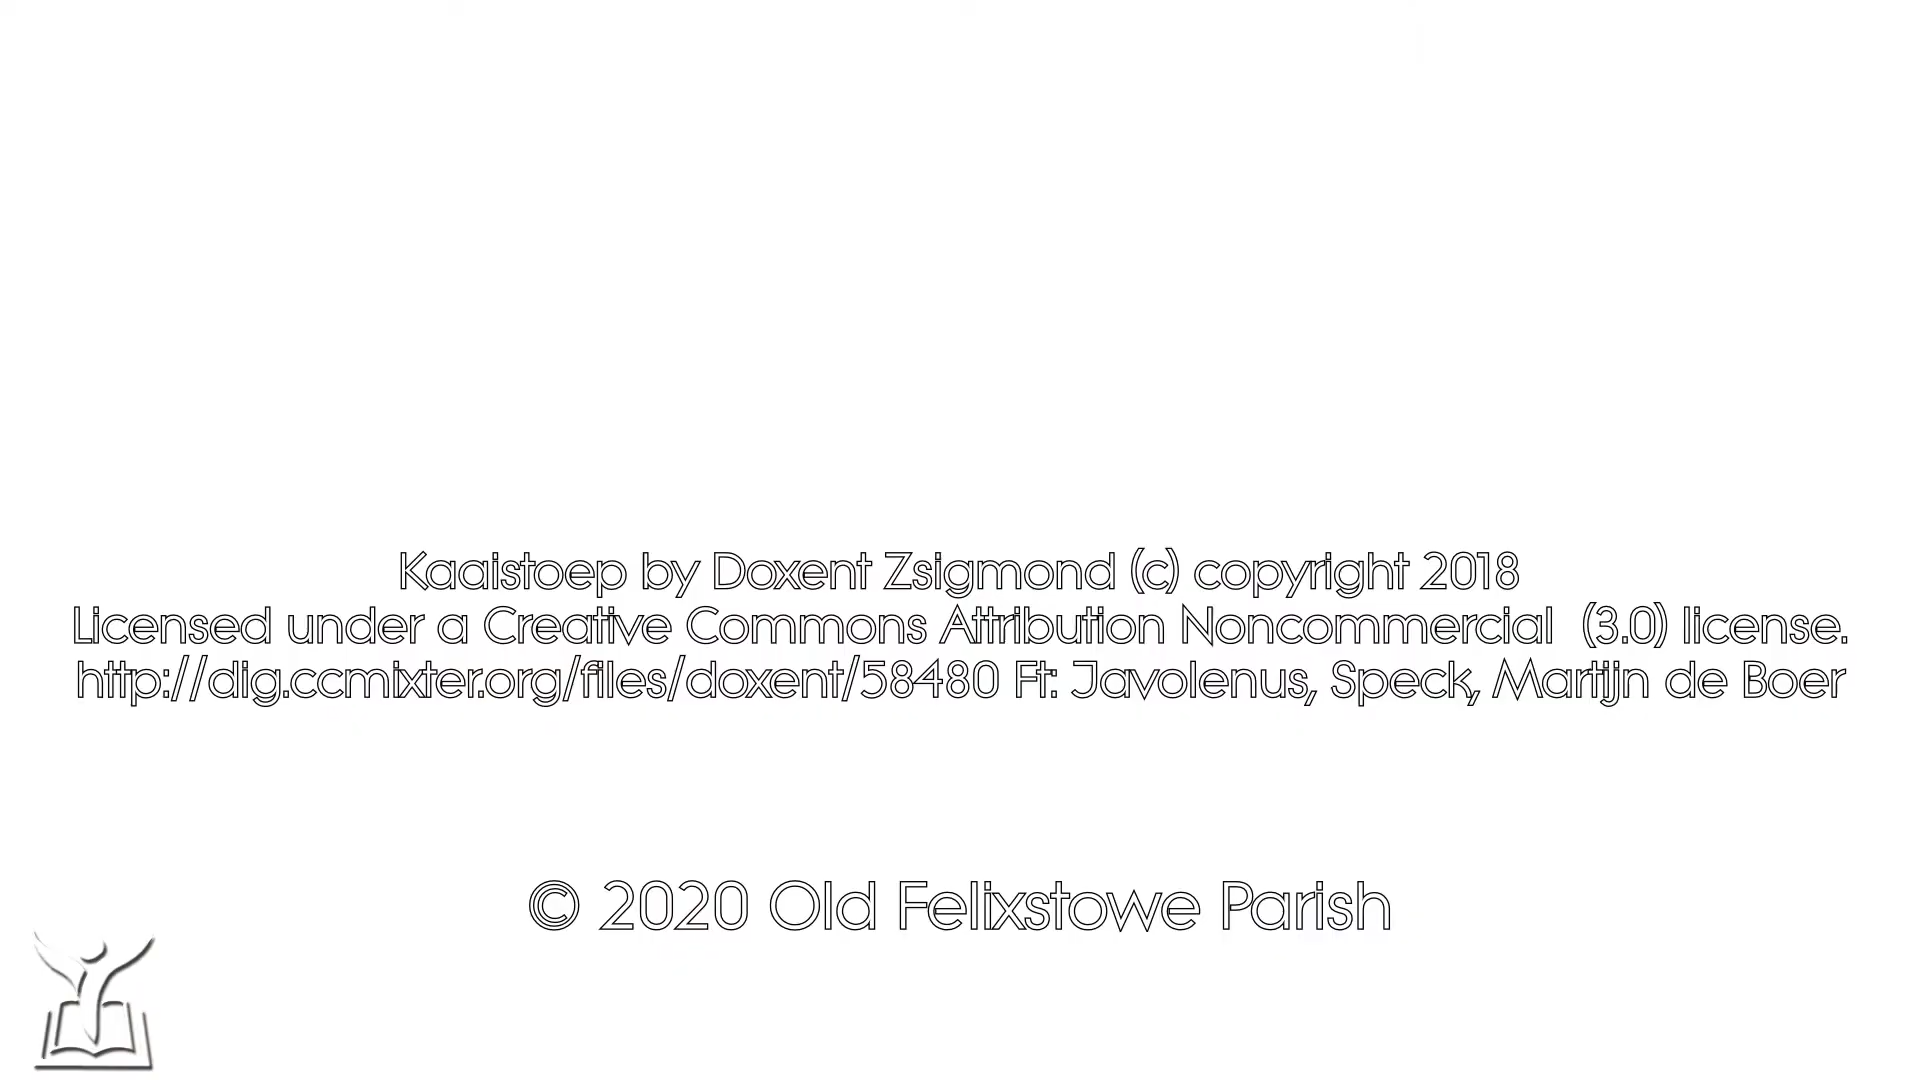 Kaaistoep by Doxent Zsigmond (c) copyright 2018
Licensed under a Creative Commons Attribution Noncommercial  (3.0) license.
http://dig.ccmixter.org/files/doxent/58480 Ft: Javolenus, Speck, Martijn de Boer
© 2020 Old Felixstowe Parish